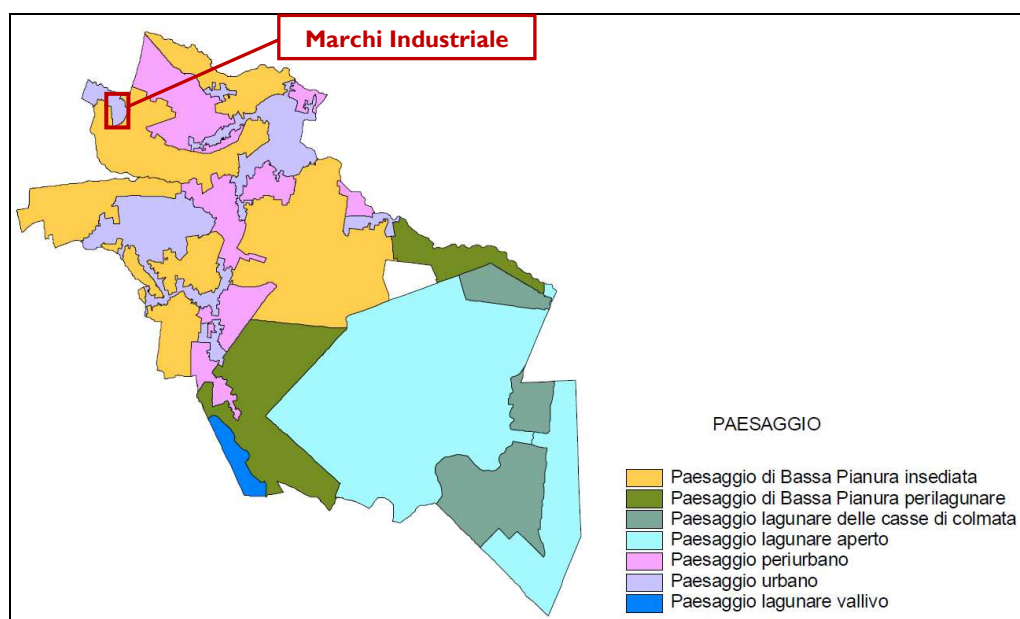 Marchi Industriale
PAESAGGIO
Paesaggio di Bassa Pianura insediata
Paesaggio di Bassa Pianura perilagunare
Paesaggio lagunare delle casse di colmata
Paesaggio lagunare aperto
Paesaggio periurbano
Paesaggio urbano
Paesaggio lagunare vallivo